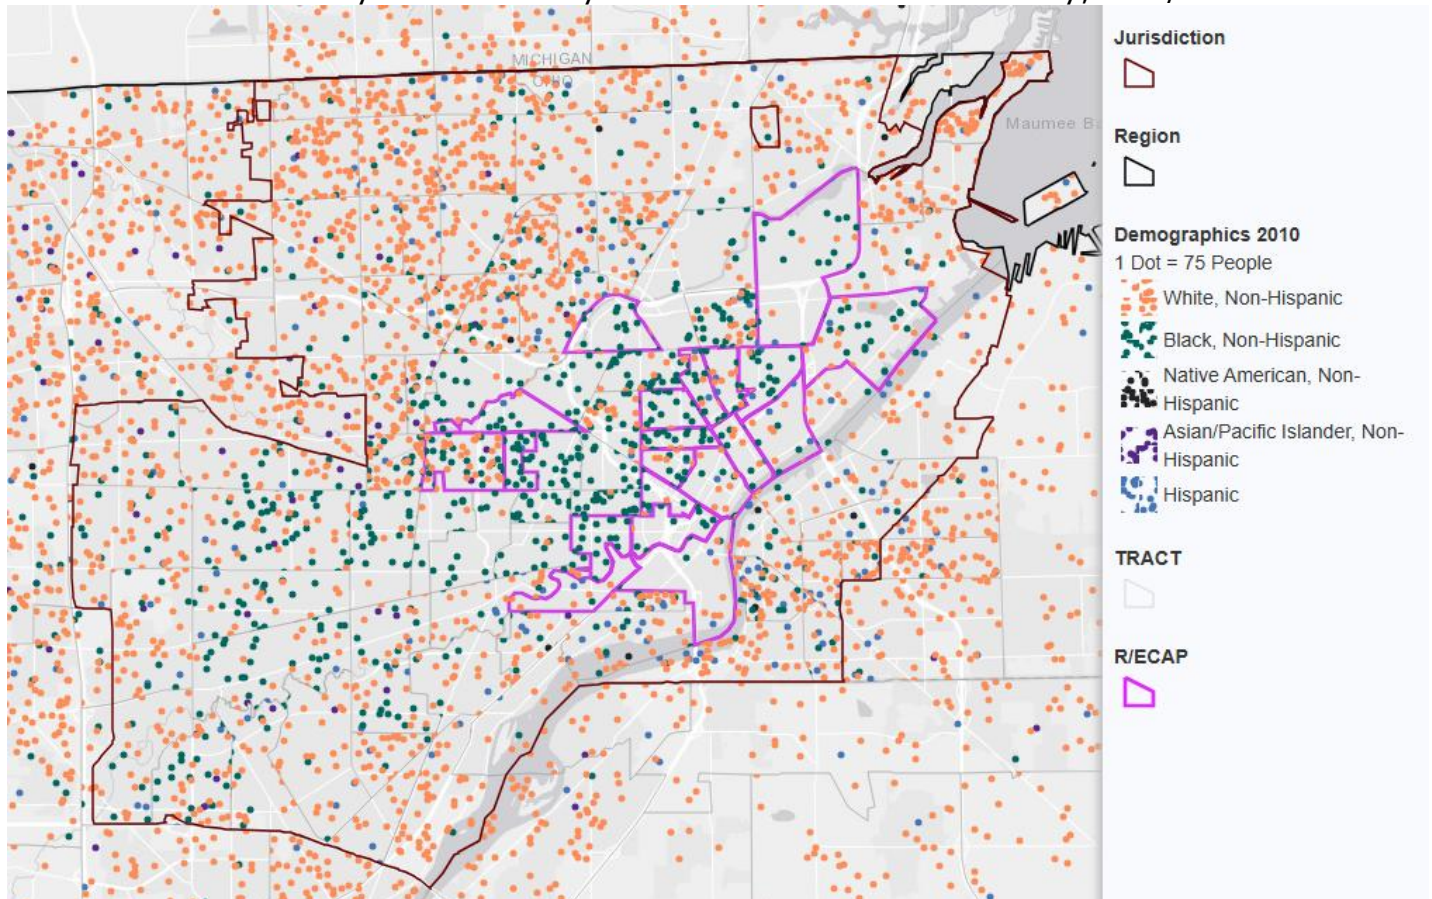 MICHIGAN
OHIO
Maumee B
Jurisdiction
Region
Demographics 2010
1 Dot = 75 People
White, Non-Hispanic
Black, Non-Hispanic
Native American, Non-
Hispanic
Asian/Pacific Islander, Non-
Hispanic
Hispanic
TRACT
R/ECAP